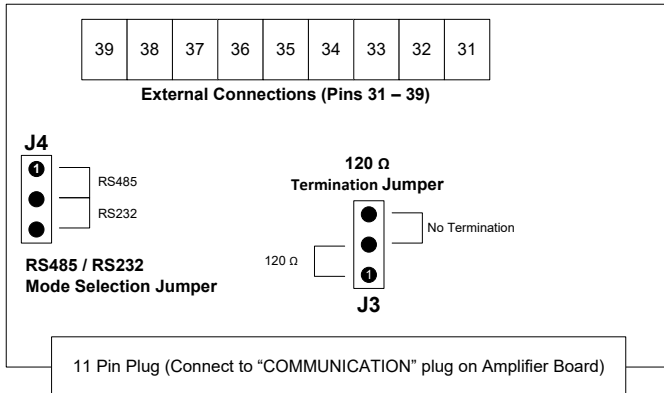 39 38 37 36 35 34 33 32 31
External Connections (Pins 31 – 39)
J4
1
RS485
RS232
RS485 / RS232
Mode Selection Jumper
120 Ω
Termination Jumper
No Termination
120 Ω
1
J3
11 Pin Plug (Connect to “COMMUNICATION” plug on Amplifier Board)